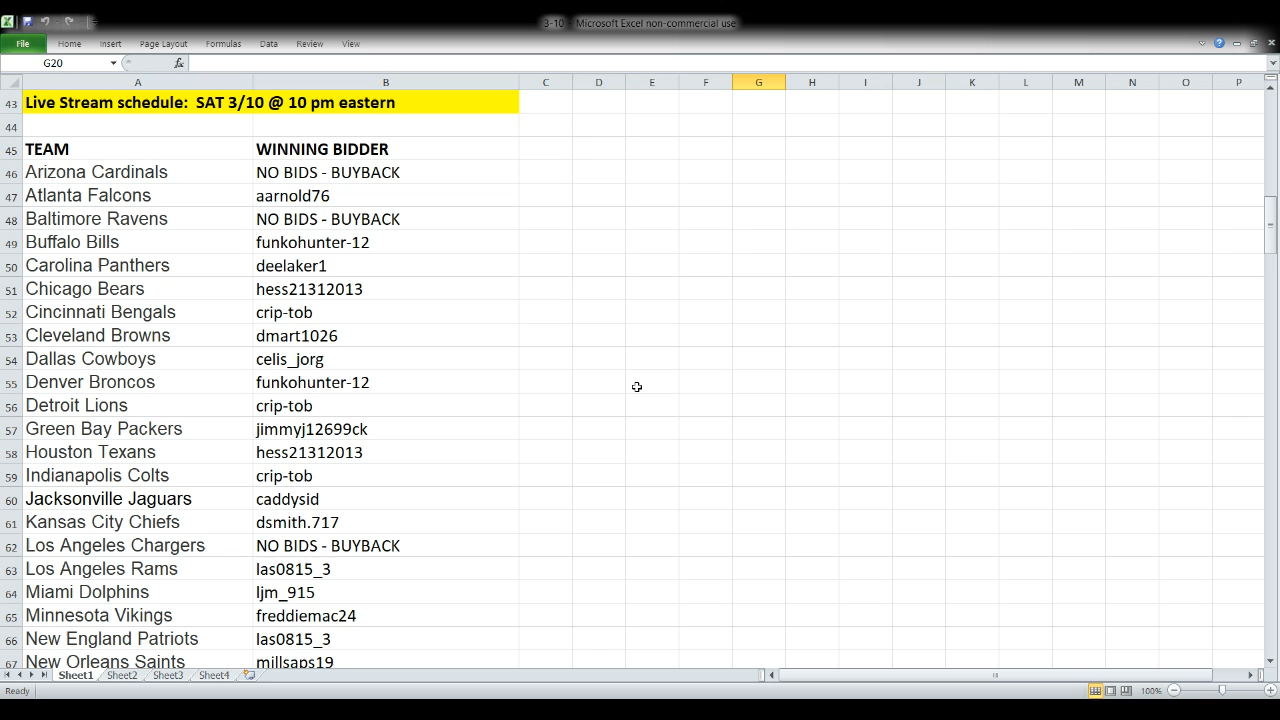 3-10 Microsoft Excel non-commercial use
File Home Insert Page Layout Formulas Data Review View
G20 fx
A B C D E F G H I J K L M N O P
43 Live Stream schedule: SAT 3/10 @ 10 pm eastern
44
45 TEAM WINNING BIDDER
46 Arizona Cardinals NO BIDS - BUYBACK
47 Atlanta Falcons aarnold76
48 Baltimore Ravens NO BIDS - BUYBACK
49 Buffalo Bills funkohunter-12
50 Carolina Panthers deelaker1
51 Chicago Bears hess21312013
52 Cincinnati Bengals crip-tob
53 Cleveland Browns dmart1026
54 Dallas Cowboys celis_jorg
55 Denver Broncos funkohunter-12
56 Detroit Lions crip-tob
57 Green Bay Packers jimmyj12699ck
58 Houston Texans hess21312013
59 Indianapolis Colts crip-tob
60 Jacksonville Jaguars caddysid
61 Kansas City Chiefs dsmith.717
62 Los Angeles Chargers NO BIDS - BUYBACK
63 Los Angeles Rams las0815_3
64 Miami Dolphins ljm_915
65 Minnesota Vikings freddiemac24
66 New England Patriots las0815_3
67 New Orleans Saints millsaps19
Sheet1 Sheet2 Sheet3 Sheet4
Ready 100%